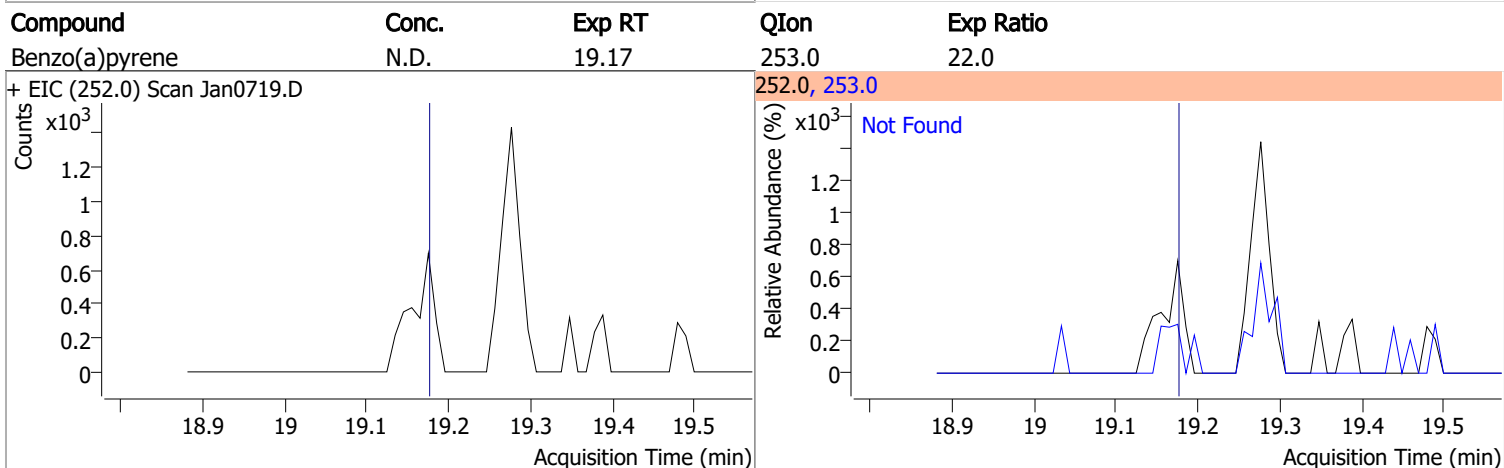 Compound Conc. Exp RT QIon Exp Ratio
Benzo(a)pyrene N.D. 19.17 253.0 22.0
+ EIC (252.0) Scan Jan0719.D
Counts
x10³
1.2
1
0.8
0.6
0.4
0.2
0
18.9 19 19.1 19.2 19.3 19.4 19.5
Acquisition Time (min)
252.0, 253.0
Relative Abundance (%)
x10³
Not Found
1.2
1
0.8
0.6
0.4
0.2
0
18.9 19 19.1 19.2 19.3 19.4 19.5
Acquisition Time (min)